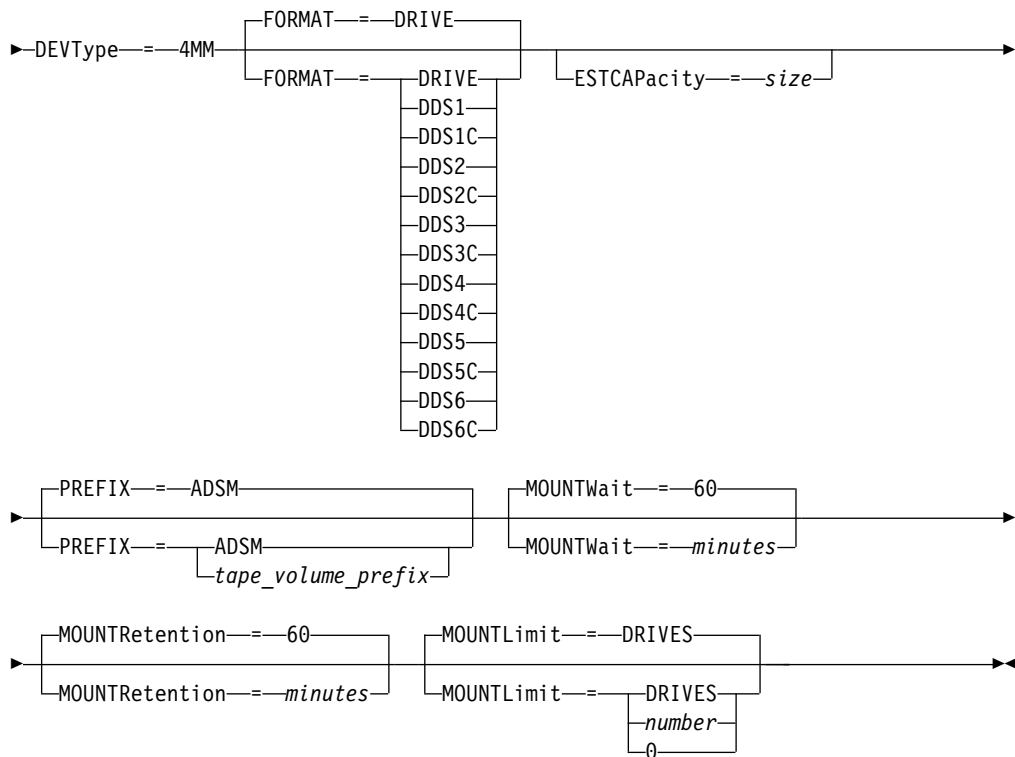 FORMAT = DRIVE
DEVType = 4MM
FORMAT = DRIVE
ESTCAPacity = size
DDS1
DDS1C
DDS2
DDS2C
DDS3
DDS3C
DDS4
DDS4C
DDS5
DDS5C
DDS6
DDS6C
PREFIX = ADSM
MOUNTWait = 60
PREFIX = ADSM
tape_volume_prefix
MOUNTWait = minutes
MOUNTRetention = 60
MOUNTLimit = DRIVES
MOUNTRetention = minutes
MOUNTLimit = DRIVES
number
0